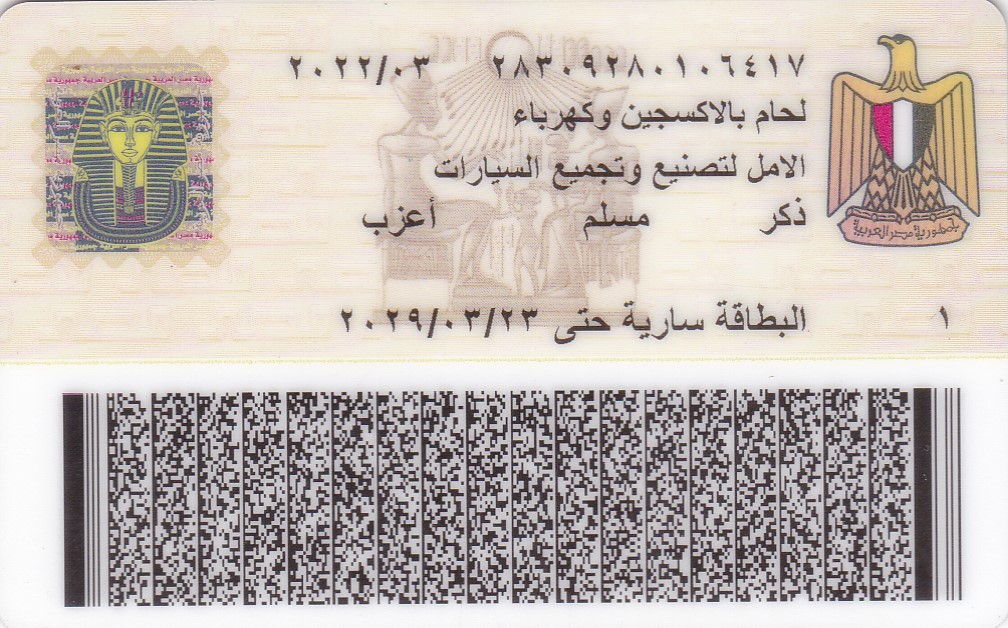 ٢٨٣٠٩٢٨٠١٠٦٤١٧ ٢٠٢٢/٠٣
لحام بالاكسجين وكهرباء
الامل لتصنيع وتجميع السيارات
ذكر مسلم أعزب
البطاقة سارية حتى ٢٠٢٩/٠٣/٢٣
١
جمهورية مصر العربية